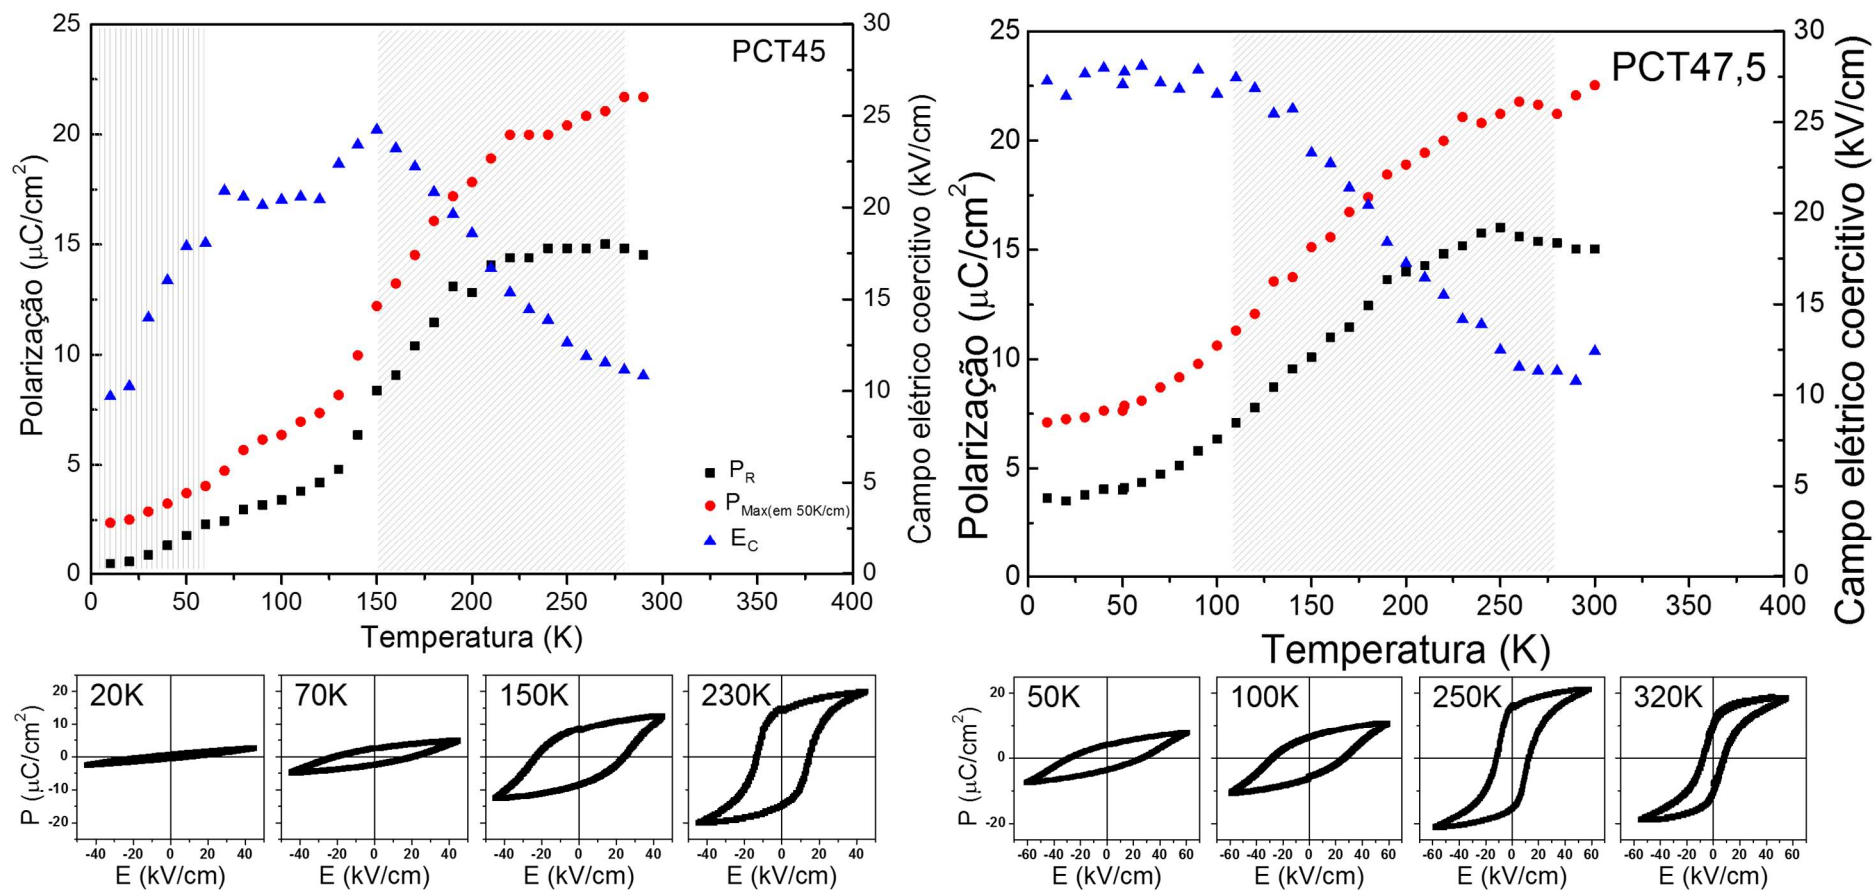 PCT45
Polarização (μC/cm²)
25
20
15
10
5
0
30
25
20
15
10
5
0
Campo elétrico coercitivo (kV/cm)
P_R
P_Max(em 50K/cm)
E_C
0 50 100 150 200 250 300 350 400
Temperatura (K)
PCT47,5
Polarização (μC/cm²)
25
20
15
10
5
0
30
25
20
15
10
5
0
Campo elétrico coercitivo (kV/cm)
0 50 100 150 200 250 300 350 400
Temperatura (K)
P (μC/cm²)
20
10
0
-10
-20
20K
70K
150K
230K
-40 -20 0 20 40
-40 -20 0 20 40
-40 -20 0 20 40
-40 -20 0 20 40
E (kV/cm)
E (kV/cm)
E (kV/cm)
E (kV/cm)
P (μC/cm²)
20
0
-20
50K
100K
250K
320K
-60 -40 -20 0 20 40 60
-60 -40 -20 0 20 40 60
-60 -40 -20 0 20 40 60
-60 -40 -20 0 20 40 60
E (kV/cm)
E (kV/cm)
E (kV/cm)
E (kV/cm)